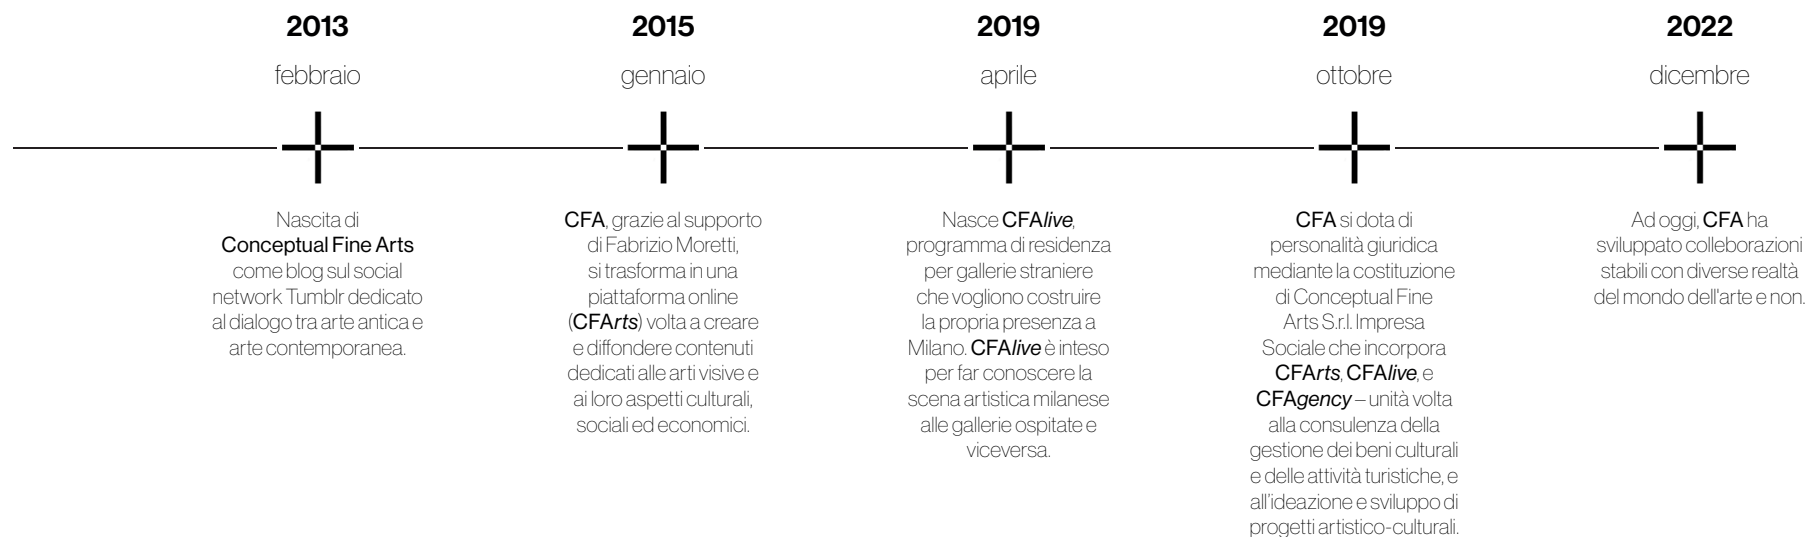 2013
febbraio
Nascita di
Conceptual Fine Arts
come blog sul social
network Tumblr dedicato
al dialogo tra arte antica e
arte contemporanea.
2015
gennaio
CFA, grazie al supporto
di Fabrizio Moretti,
si trasforma in una
piattaforma online
(CFArts) volta a creare
e diffondere contenuti
dedicati alle arti visive e
ai loro aspetti culturali,
sociali ed economici.
2019
aprile
Nasce CFAlive,
programma di residenza
per gallerie straniere
che vogliono costruire
la propria presenza a
Milano. CFAlive è inteso
per far conoscere la
scena artistica milanese
alle gallerie ospitate e
viceversa.
2019
ottobre
CFA si dota di
personalità giuridica
mediante la costituzione
di Conceptual Fine
Arts S.r.l. Impresa
Sociale che incorpora
CFArts, CFAlive, e
CFAgency – unità volta
alla consulenza della
gestione dei beni culturali
e delle attività turistiche, e
all'ideazione e sviluppo di
progetti artistico-culturali.
2022
dicembre
Ad oggi, CFA ha
sviluppato colleborazioni
stabili con diverse realtà
del mondo dell'arte e non.